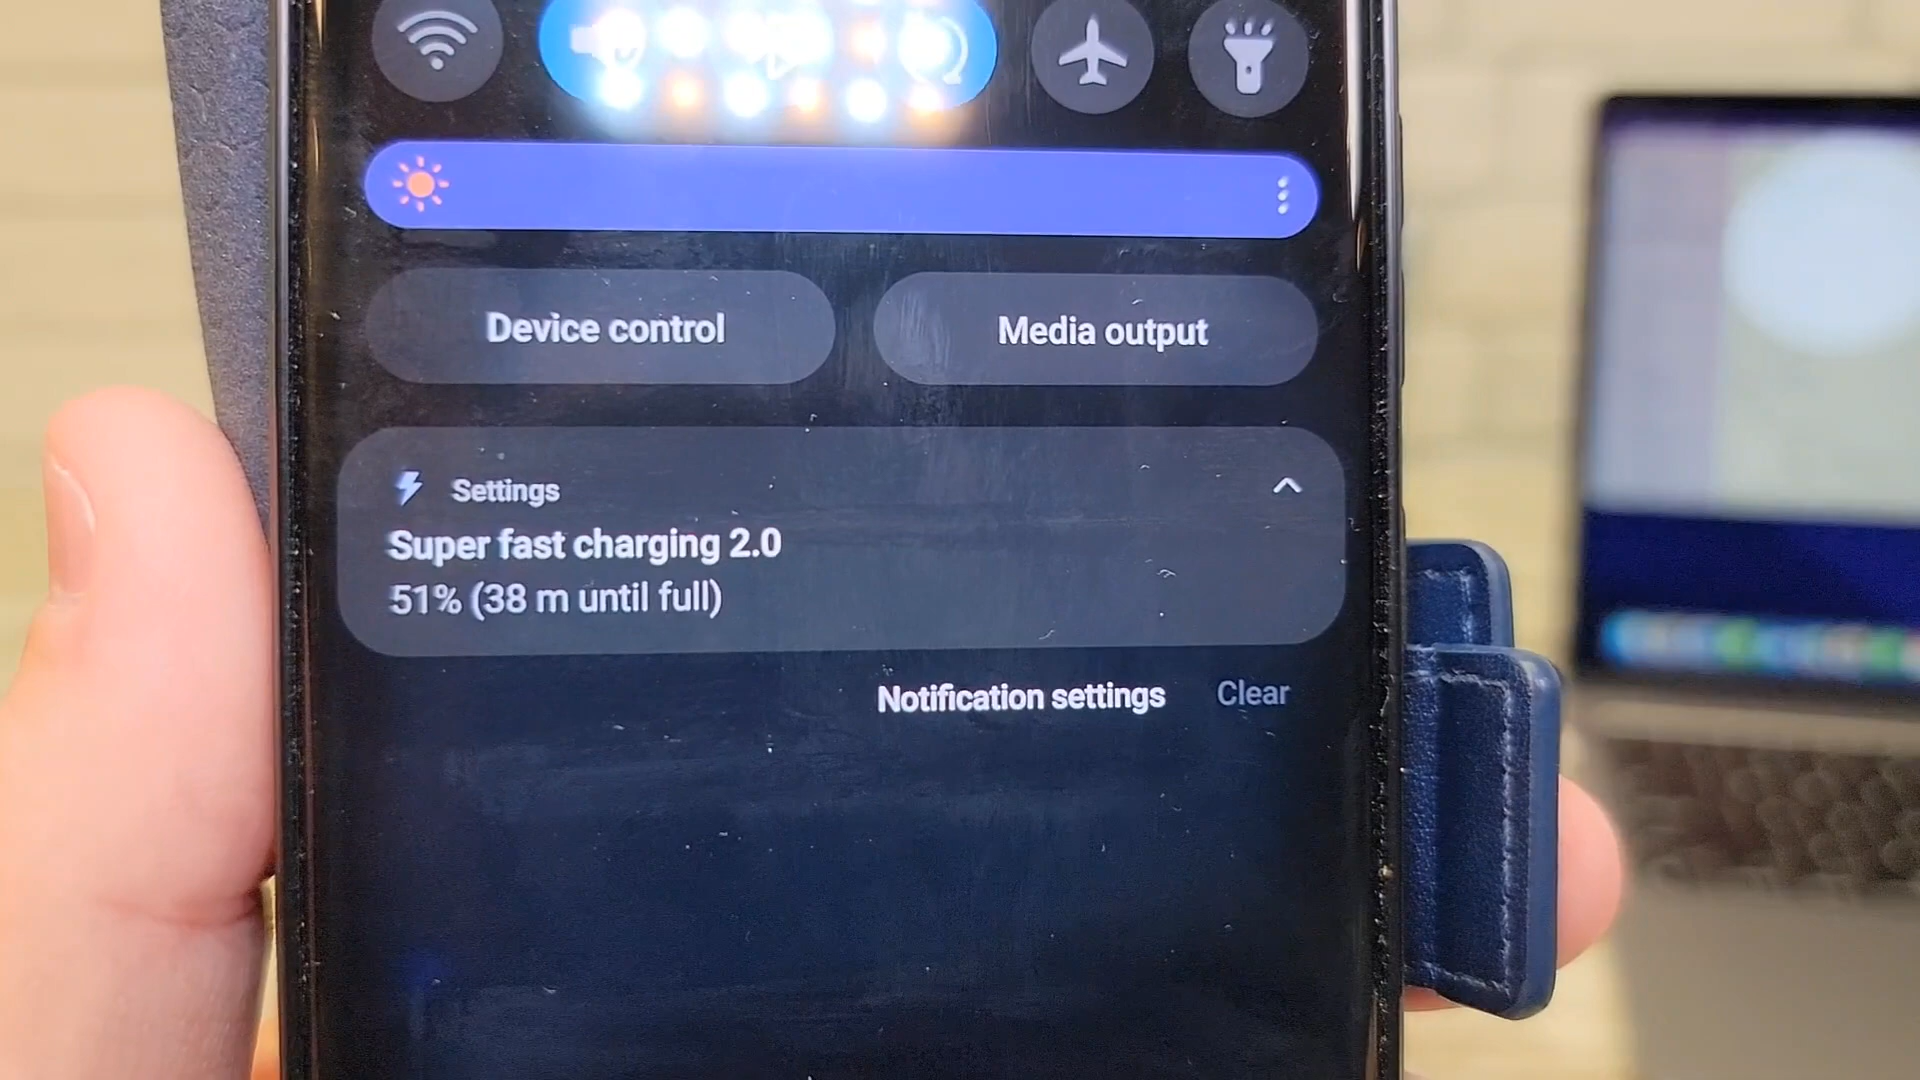 Device control
Media output
Settings
Super fast charging 2.0
51% (38 m until full)
Notification settings
Clear